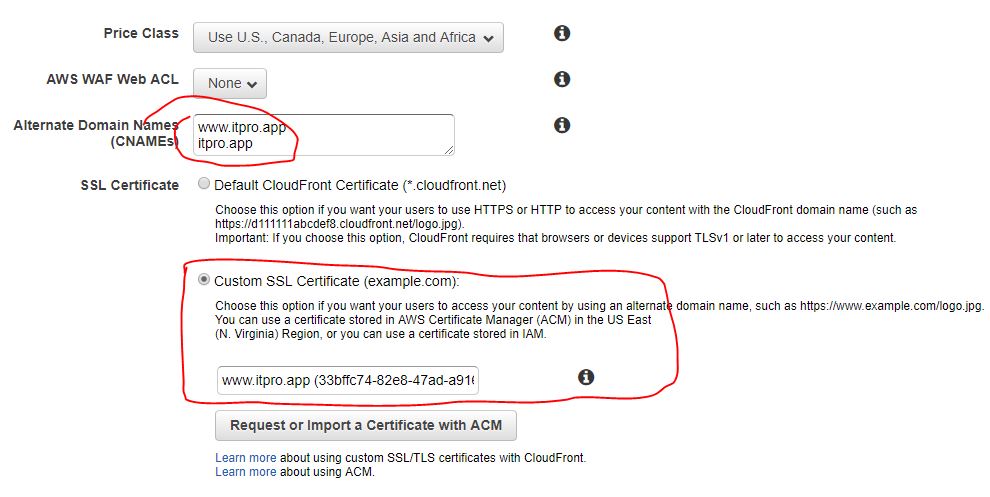 Price Class
Use U.S., Canada, Europe, Asia and Africa
AWS WAF Web ACL
None
Alternate Domain Names
(CNAMEs)
www.itpro.app
itpro.app
SSL Certificate
Default CloudFront Certificate (*.cloudfront.net)
Choose this option if you want your users to use HTTPS or HTTP to access your content with the CloudFront domain name (such as
https://d111111abcdef8.cloudfront.net/logo.jpg).
Important: If you choose this option, CloudFront requires that browsers or devices support TLSv1 or later to access your content.
Custom SSL Certificate (example.com):
Choose this option if you want your users to access your content by using an alternate domain name, such as https://www.example.com/logo.jpg.
You can use a certificate stored in AWS Certificate Manager (ACM) in the US East
(N. Virginia) Region, or you can use a certificate stored in IAM.
www.itpro.app (33bffc74-82e8-47ad-a916
Request or Import a Certificate with ACM
Learn more about using custom SSL/TLS certificates with CloudFront.
Learn more about using ACM.